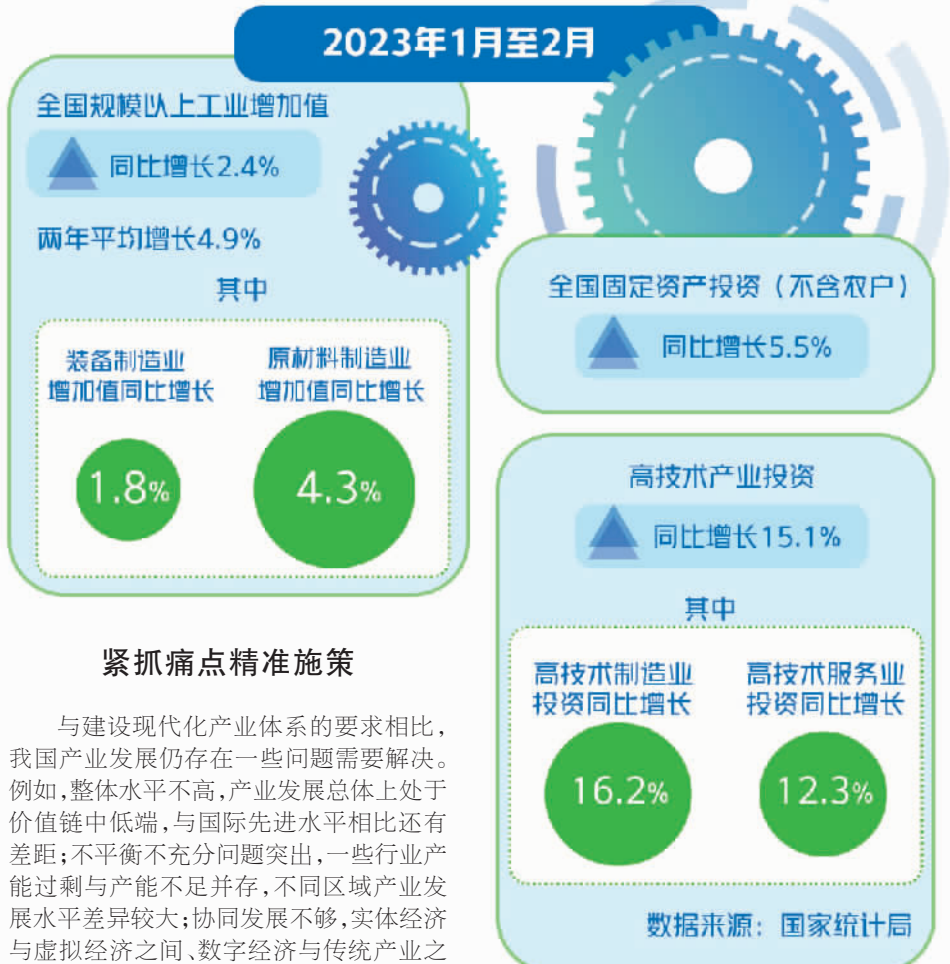 2023年1月至2月
全国规模以上工业增加值
同比增长2.4%
两年平均增长4.9%
其中
装备制造业
增加值同比增长
1.8%
原材料制造业
增加值同比增长
4.3%
全国固定资产投资（不含农户）
同比增长5.5%
高技术产业投资
同比增长15.1%
其中
高技术制造业
投资同比增长
16.2%
高技术服务业
投资同比增长
12.3%
数据来源：国家统计局
紧抓痛点精准施策
与建设现代化产业体系的要求相比，
我国产业发展仍存在一些问题需要解决。
例如，整体水平不高，产业发展总体上处于
价值链中低端，与国际先进水平相比还有
差距；不平衡不充分问题突出，一些行业产
能过剩与产能不足并存，不同区域产业发
展水平差异较大；协同发展不够，实体经济
与虚拟经济之间、数字经济与传统产业之